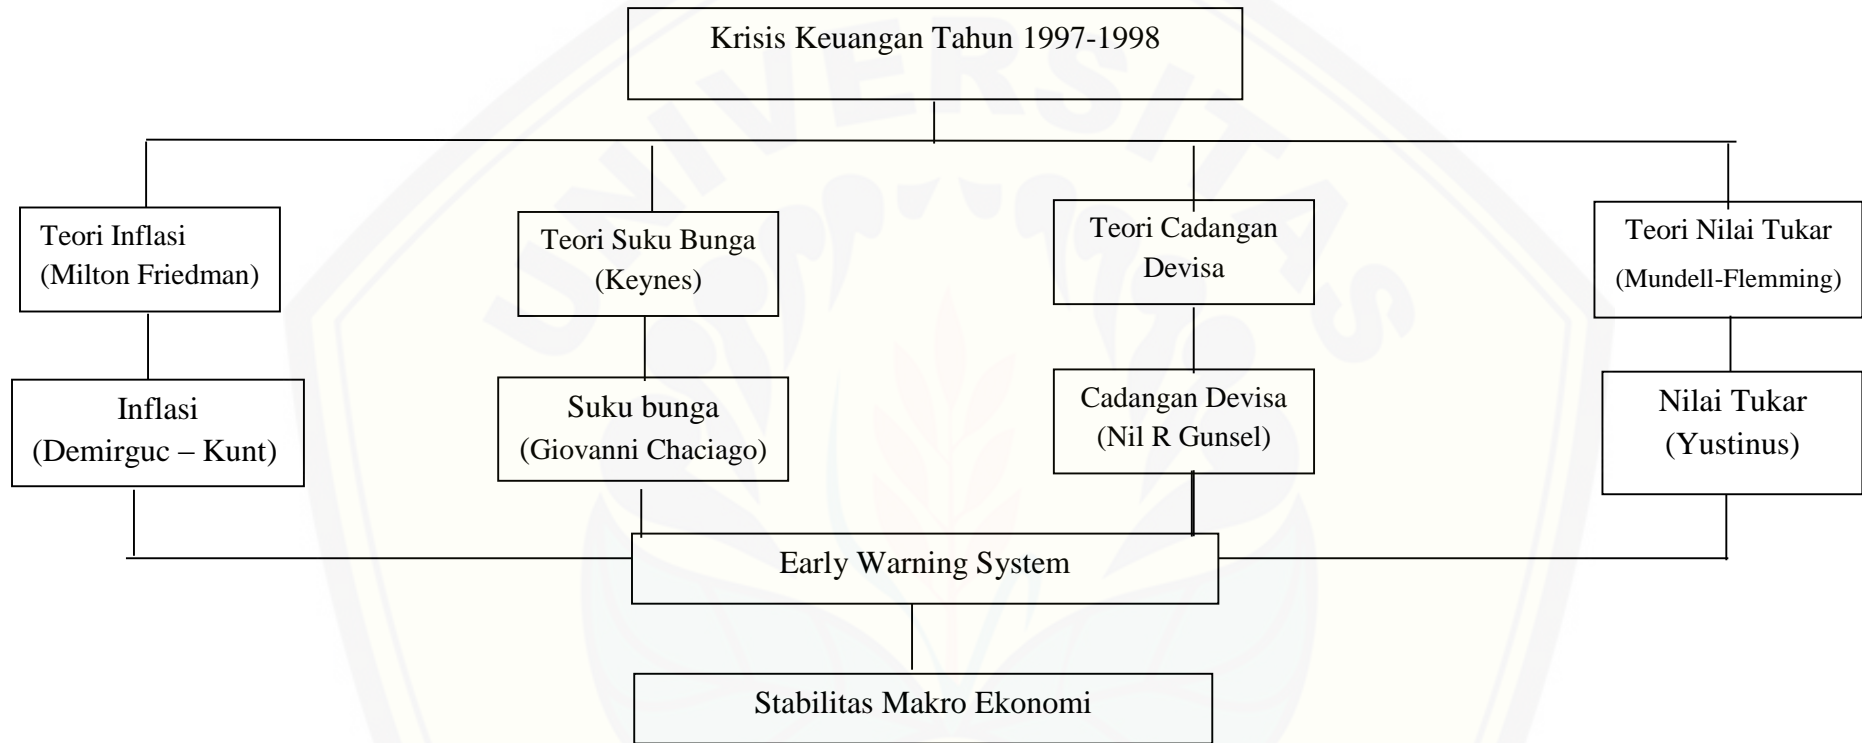 Krisis Keuangan Tahun 1997-1998
UNIVERSITAS
Teori Inflasi
(Milton Friedman)
Teori Suku Bunga
(Keynes)
Teori Cadangan
Devisa
Teori Nilai Tukar
(Mundell-Flemming)
Inflasi
(Demirguc – Kunt)
Suku bunga
(Giovanni Chaciago)
Cadangan Devisa
(Nil R Gunsel)
Nilai Tukar
(Yustinus)
Early Warning System
Stabilitas Makro Ekonomi